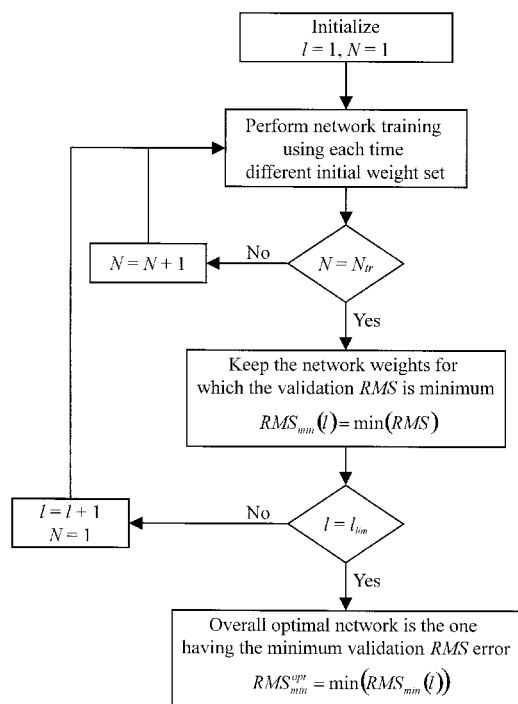 Initialize
l = 1, N = 1
Perform network training
using each time
different initial weight set
N = N + 1
No
N = N_tr
Yes
Keep the network weights for
which the validation RMS is minimum
RMS_min(l) = min(RMS)
l = l + 1
N = 1
No
l = l_lim
Yes
Overall optimal network is the one
having the minimum validation RMS error
RMS_min^opt = min(RMS_min(l))